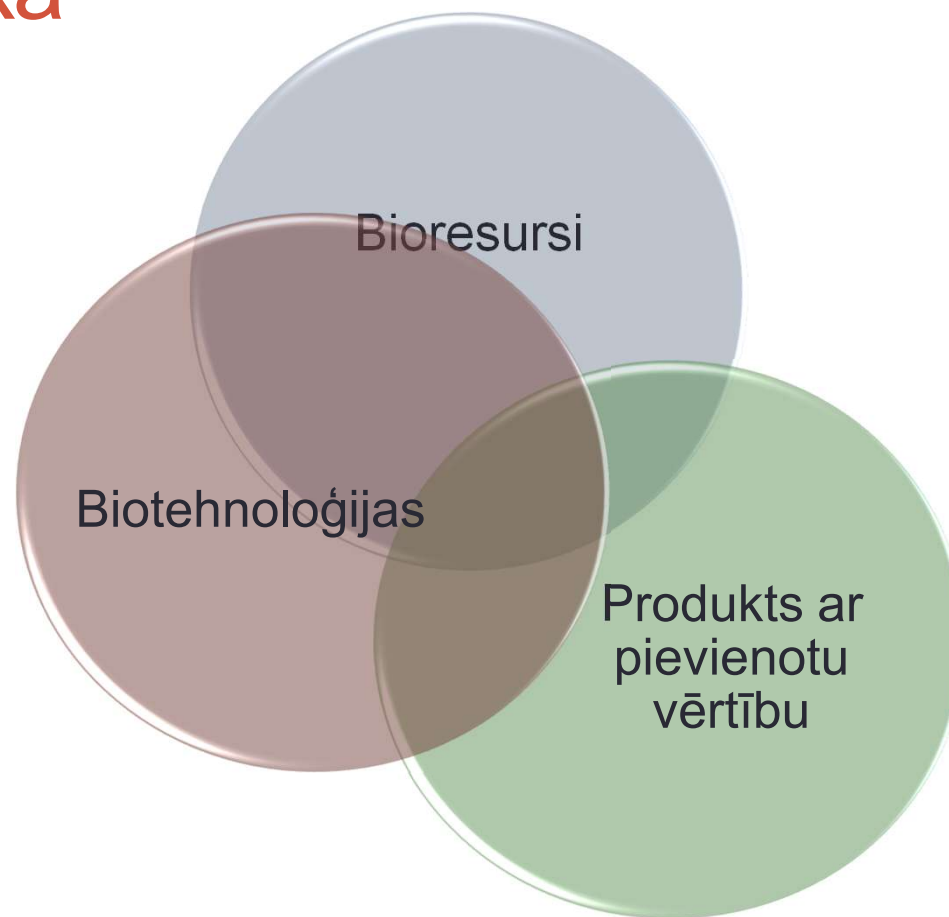 Bioresursi
Biotehnoloģijas
Produkts ar
pievienotu
vērtību